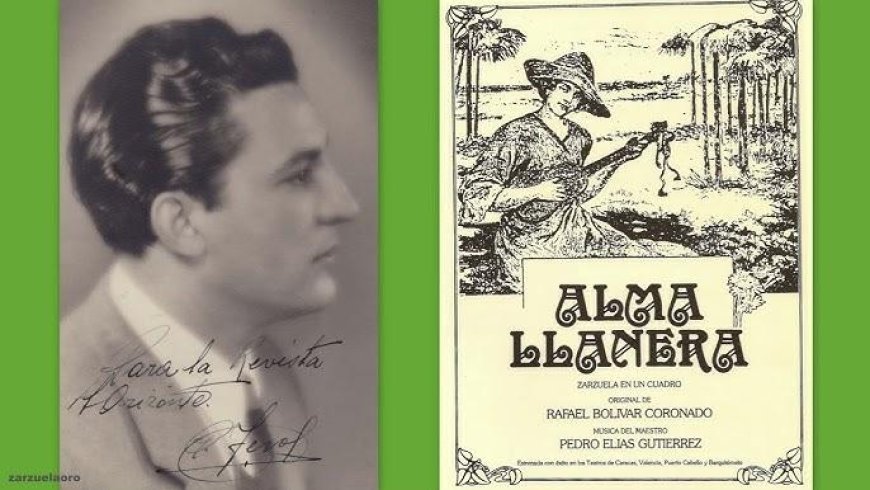 Para la Revista
Horizonte.
zarzuelaoro
ALMA
LLANERA
ZARZUELA EN UN CUADRO
ORIGINAL DE
RAFAEL BOLIVAR CORONADO
MUSICA DEL MAESTRO
PEDRO ELIAS GUTIERREZ
Estrenada con éxito en los Teatros de Caracas, Valencia, Puerto Cabello y Barquisimeto